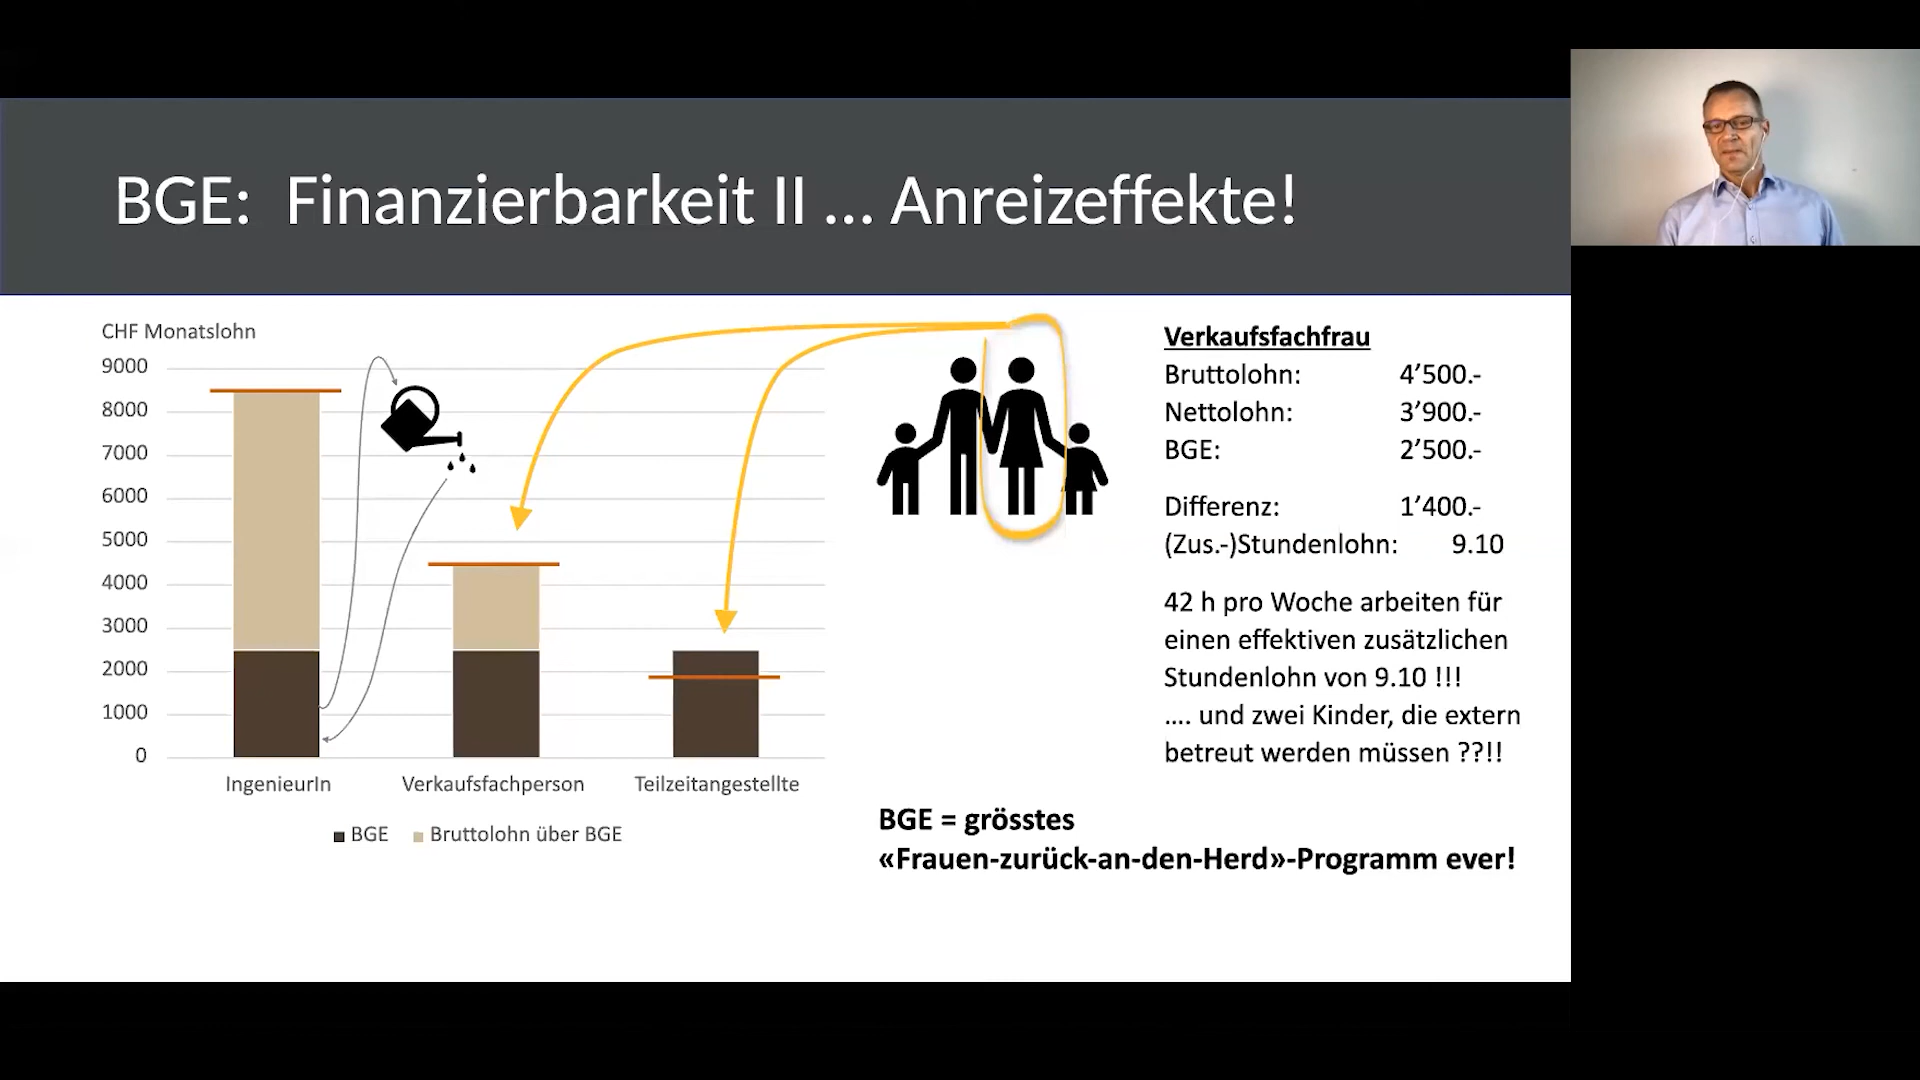 BGE: Finanzierbarkeit II ... Anreizeffekte!
CHF Monatslohn
9000
8000
7000
6000
5000
4000
3000
2000
1000
0
IngenieurIn
Verkaufsfachperson
Teilzeitangestellte
BGE
Bruttolohn über BGE
Verkaufsfachfrau
Bruttolohn: 4’500.-
Nettolohn: 3’900.-
BGE: 2’500.-
Differenz: 1’400.-
(Zus.-)Stundenlohn: 9.10
42 h pro Woche arbeiten für
einen effektiven zusätzlichen
Stundenlohn von 9.10 !!!
.... und zwei Kinder, die extern
betreut werden müssen ??!!
BGE = grösstes
«Frauen-zurück-an-den-Herd»-Programm ever!